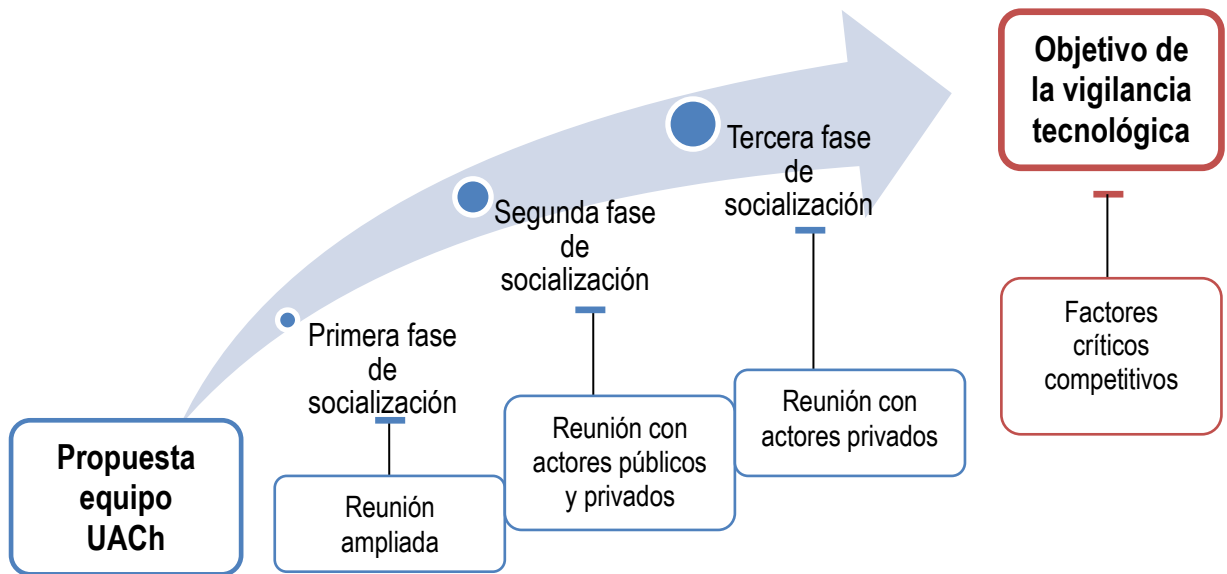 Propuesta
equipo
UACh
Primera fase
de
socialización
Reunión
ampliada
Segunda fase
de
socialización
Reunión con
actores públicos
y privados
Tercera fase
de
socialización
Reunión con
actores privados
Objetivo de
la vigilancia
tecnológica
Factores
críticos
competitivos